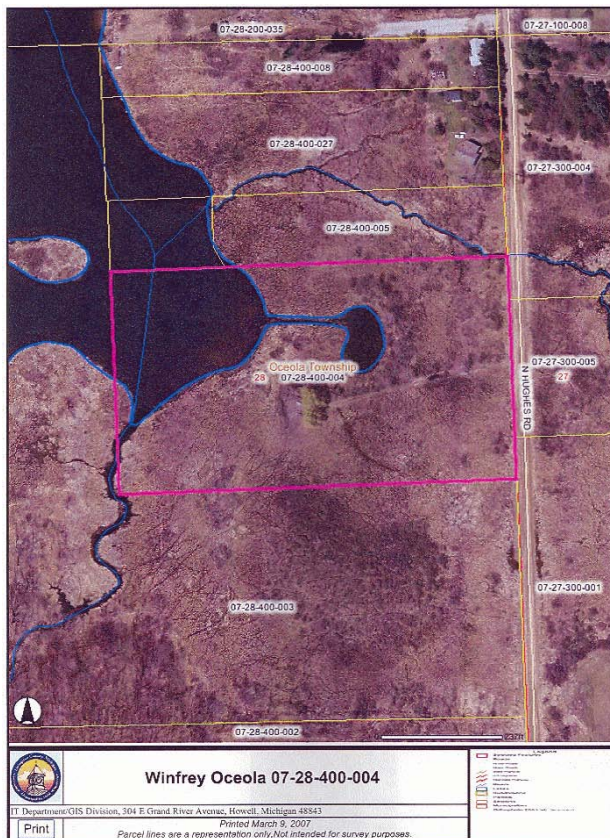 07-28-200-035
07-27-100-008
07-28-400-008
07-28-400-027
07-27-300-004
07-28-400-005
Oceola Township
28 07-28-400-004
07-27-300-005
27
N HUGHES RD
07-27-300-001
07-28-400-003
07-28-400-002
Winfrey Oceola 07-28-400-004
IT Department/GIS Division, 304 E Grand River Avenue, Howell, Michigan 48843
Print
Printed March 9, 2007
Parcel lines are a representation only,Not intended for survey purposes.